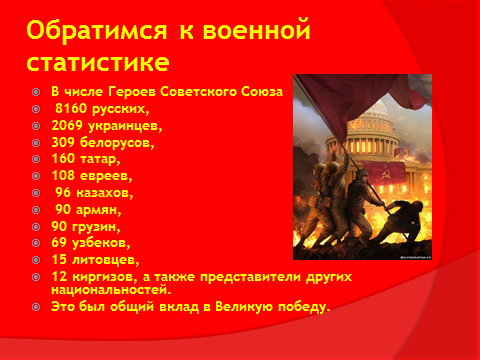 Обратимся к военной
статистике
В числе Героев Советского Союза
8160 русских,
2069 украинцев,
309 белорусов,
160 татар,
108 евреев,
96 казахов,
90 армян,
90 грузин,
69 узбеков,
15 литовцев,
12 киргизов, а также представители других
национальностей.
Это был общий вклад в Великую победу.